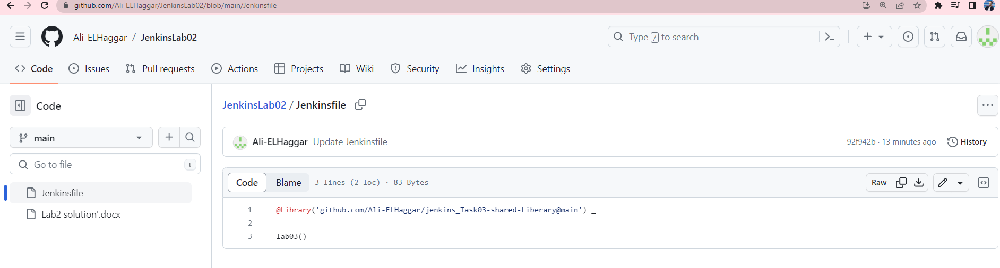 github.com/Ali-ELHaggar/JenkinsLab02/blob/main/Jenkinsfile
Ali-ELHaggar / JenkinsLab02
Type / to search
Code Issues Pull requests Actions Projects Wiki Security Insights Settings
Code
main
Go to file t
Jenkinsfile
Lab2 solution'.docx
JenkinsLab02 / Jenkinsfile
Ali-ELHaggar Update Jenkinsfile 92f942b · 13 minutes ago History
Code Blame 3 lines (2 loc) · 83 Bytes Raw
1 @Library('github.com/Ali-ELHaggar/jenkins_Task03-shared-Liberary@main') _
2
3 lab03()